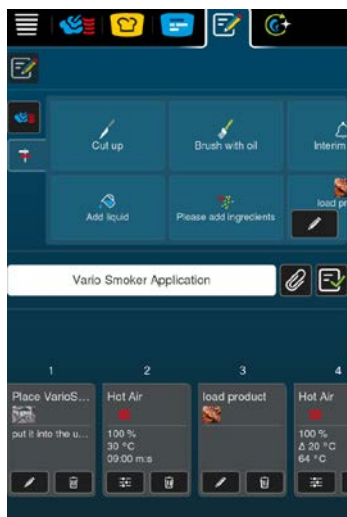 Cut up
Brush with oil
Interim
Add liquid
Please add ingredients
load pr
Vario Smoker Application
1
2
3
4
Place VarioS...
put it into the u...
Hot Air
100 %
30 °C
09:00 m:s
load product
Hot Air
100 %
Δ 20 °C
64 °C